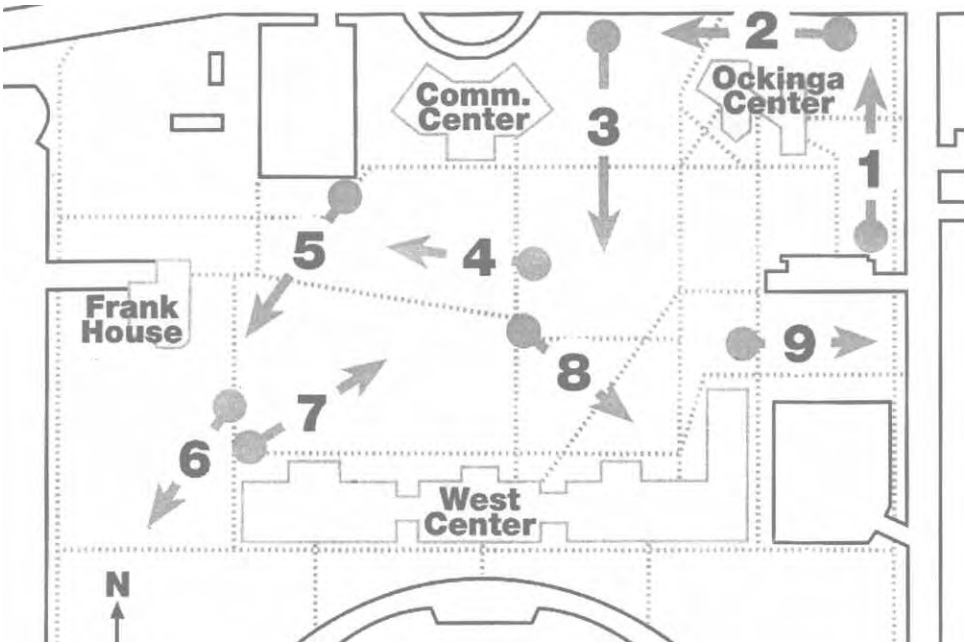 2
Ockinga
Center
Comm.
Center
3
1
5
4
Frank
House
9
8
7
6
West
Center
N